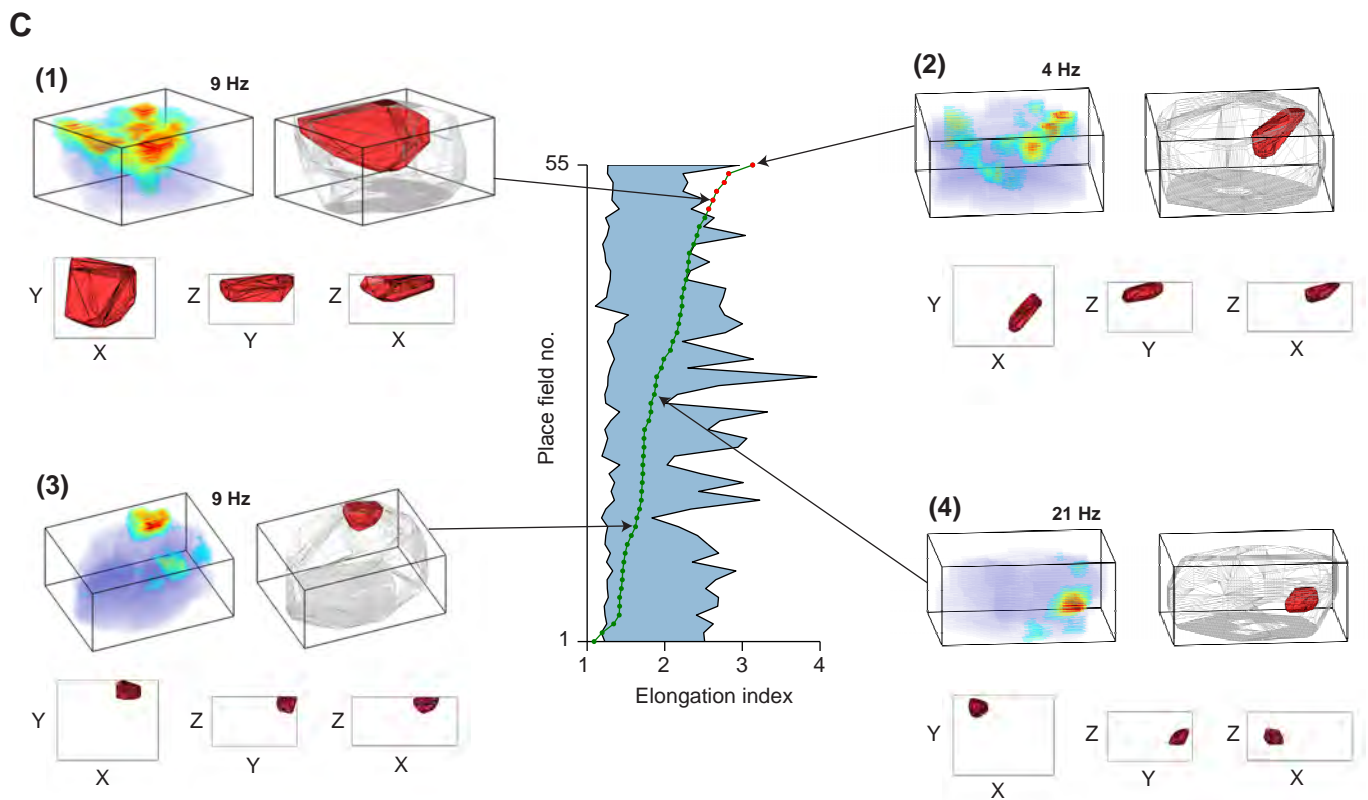 C
(1)
9 Hz
Y
X
Z
Y
Z
X
(2)
4 Hz
Y
X
Z
Y
Z
X
55
Place field no.
1
1
2
3
4
Elongation index
(3)
9 Hz
Y
X
Z
Y
Z
X
(4)
21 Hz
Y
X
Z
Y
Z
X